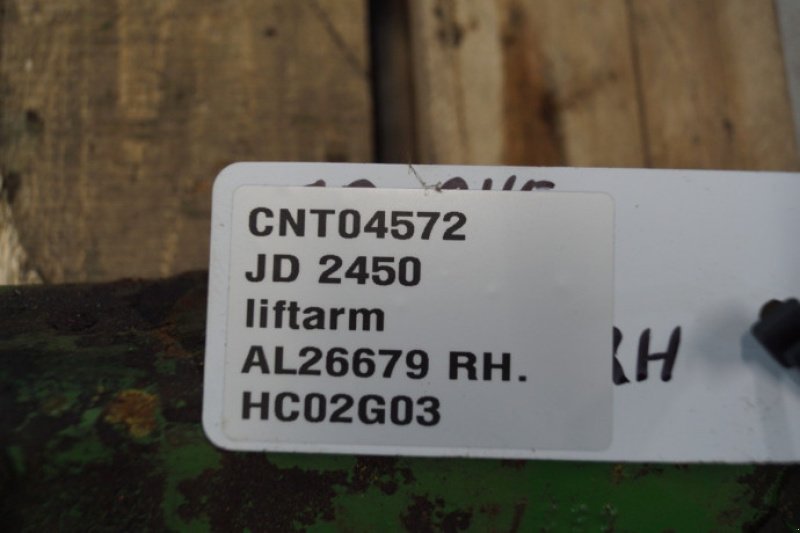 CNT04572
JD 2450
liftarm
AL26679 RH.
HC02G03
RH